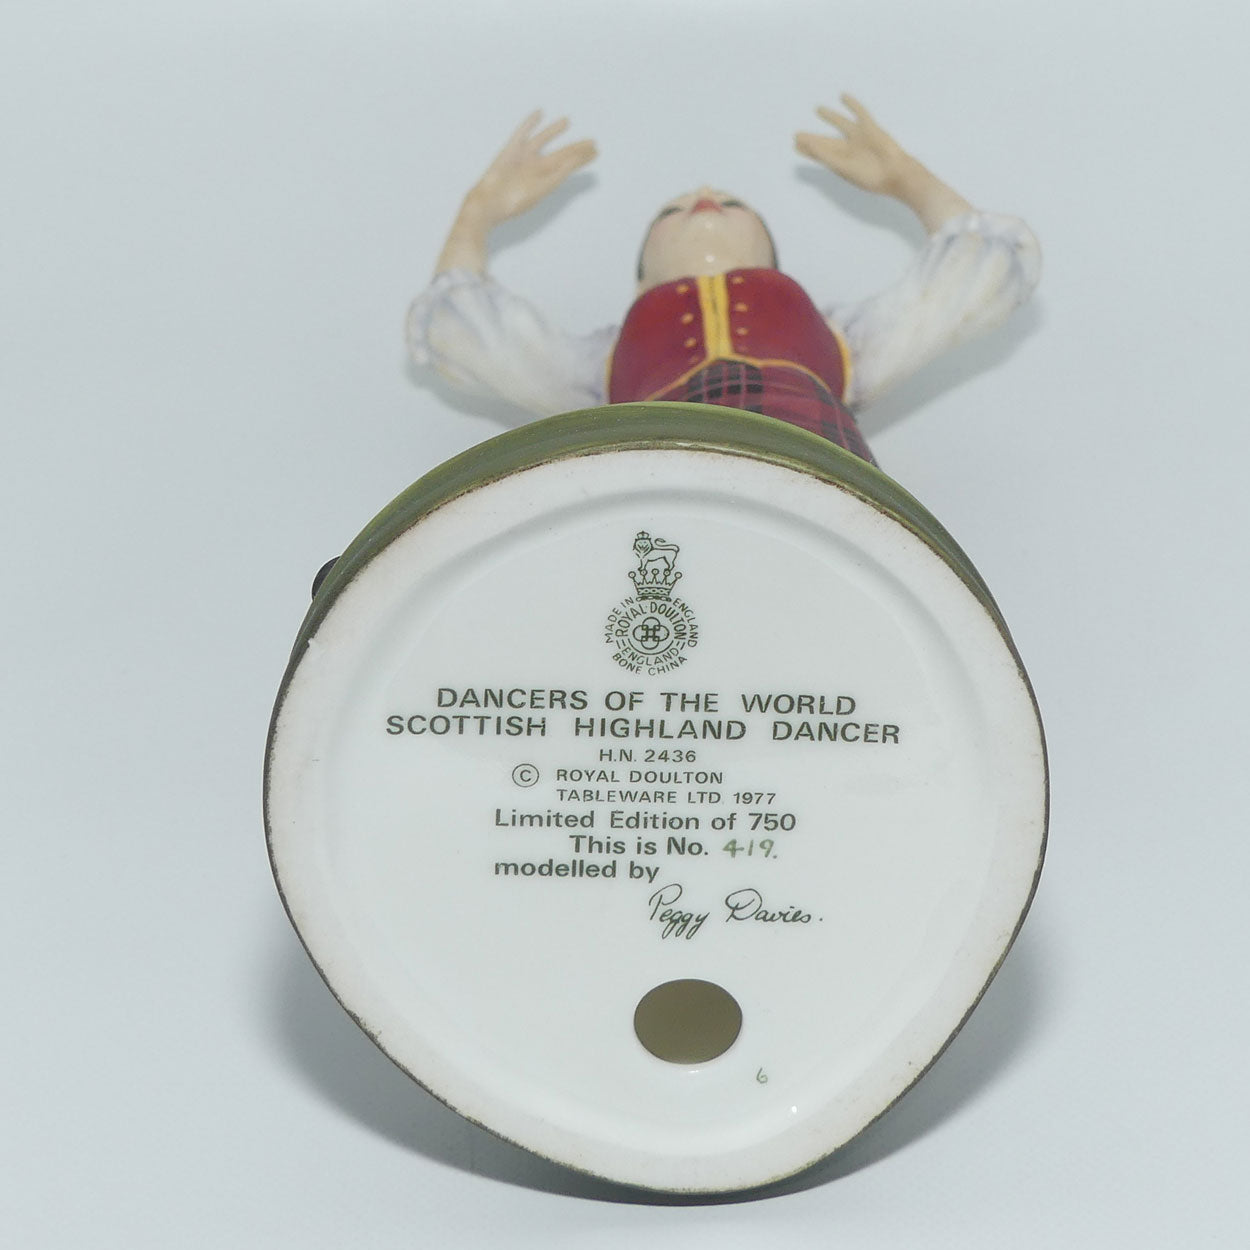 MADE IN ENGLAND
ROYAL DOULTON
ENGLAND
BONE CHINA
DANCERS OF THE WORLD
SCOTTISH HIGHLAND DANCER
H.N. 2436
© ROYAL DOULTON
TABLEWARE LTD. 1977
Limited Edition of 750
This is No. 419.
modelled by
Peggy Davies.
6